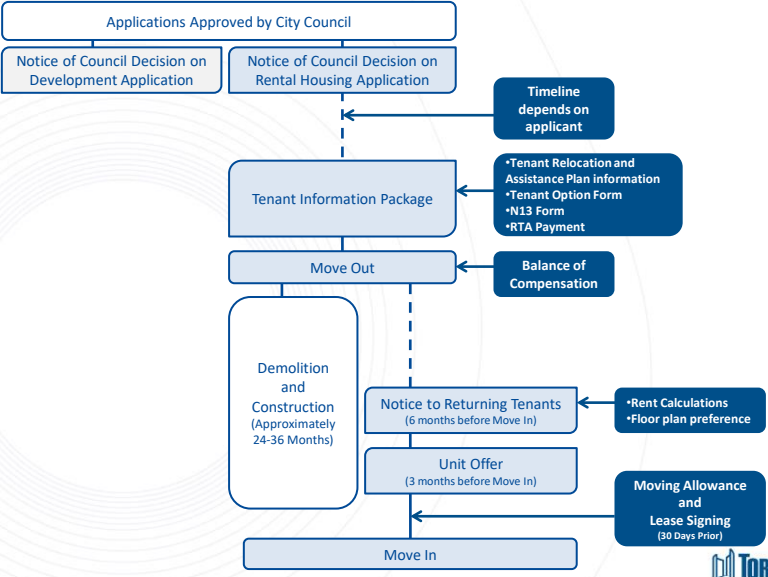 Applications Approved by City Council
Notice of Council Decision on
Development Application
Notice of Council Decision on
Rental Housing Application
Timeline
depends on
applicant
Tenant Information Package
•Tenant Relocation and
Assistance Plan information
•Tenant Option Form
•N13 Form
•RTA Payment
Move Out
Balance of
Compensation
Demolition
and
Construction
(Approximately
24-36 Months)
Notice to Returning Tenants
(6 months before Move In)
•Rent Calculations
•Floor plan preference
Unit Offer
(3 months before Move In)
Moving Allowance
and
Lease Signing
(30 Days Prior)
Move In